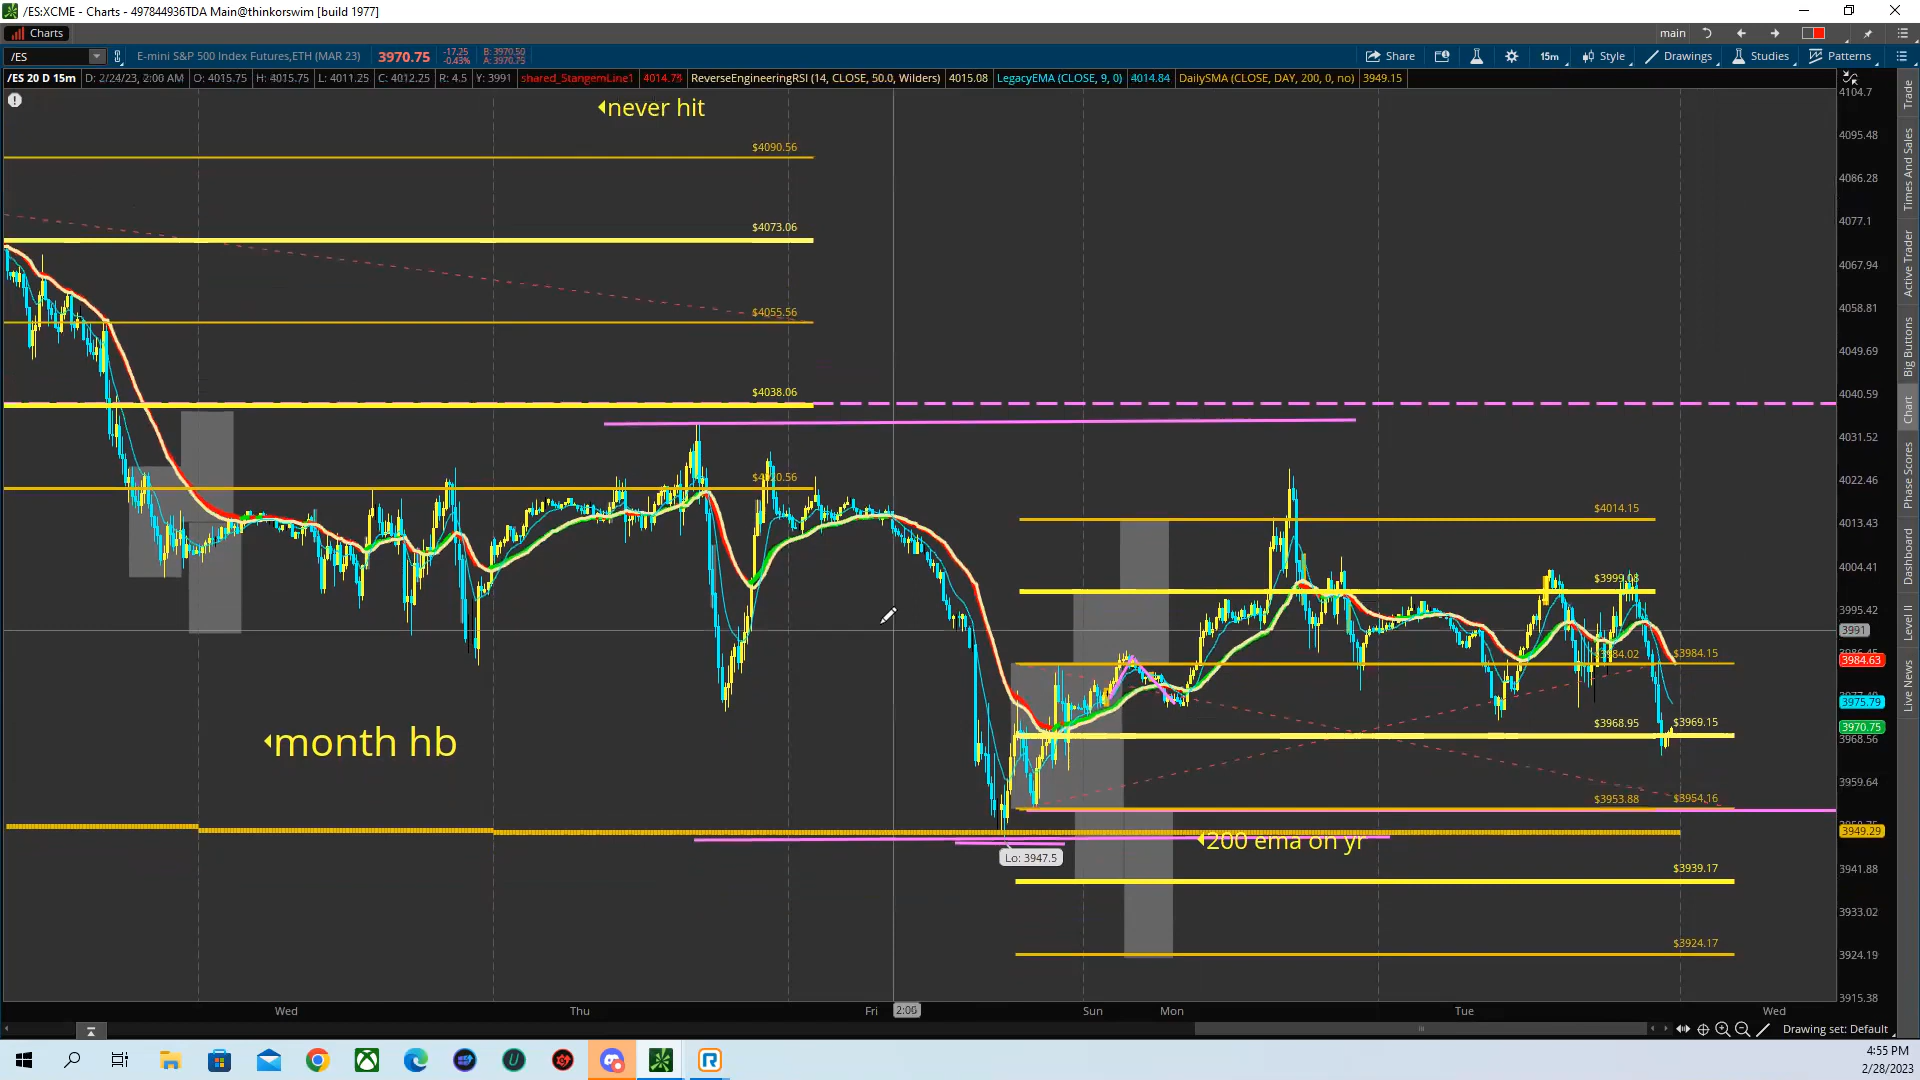 /ES:XCME - Charts - 497844936TDA Main@thinkorswim [build 1977]
Charts
main
/ES
E-mini S&P 500 Index Futures,ETH (MAR 23)
3970.75
-17.25
-0.43%
B: 3970.50
A: 3970.75
Share
15m
Style
Drawings
Studies
Patterns
/ES 20 D 15m
D: 2/24/23, 2:00 AM
O: 4015.75
H: 4015.75
L: 4011.25
C: 4012.25
R: 4.5
Y: 3991
shared_StangemLine1
ReverseEngineeringRSI (14, CLOSE, 50.0, Wilders)
4015.08
LegacyEMA (CLOSE, 9, 0)
4014.84
DailySMA (CLOSE, DAY, 200, 0, no)
3949.15
never hit
$4090.56
$4073.06
$4055.56
$4038.06
$4014.15
$3984.15
$3968.95
$3969.15
$3953.88
$3954.16
month hb
200 ema on yr
Lo: 3947.5
$3939.17
$3924.17
4104.7
4095.48
4086.28
4077.1
4067.94
4058.81
4049.69
4040.59
4031.52
4022.46
4013.43
4004.41
3995.42
3991
3984.63
3975.79
3970.75
3968.56
3959.64
3949.29
3941.88
3933.02
3924.19
3915.38
Trade
Times And Sales
Active Trader
Big Buttons
Chart
Phase Scores
Dashboard
Level II
Live News
Wed
Thu
Fri
2:00
Sun
Mon
Tue
Wed
Drawing set: Default
4:55 PM
2/28/2023